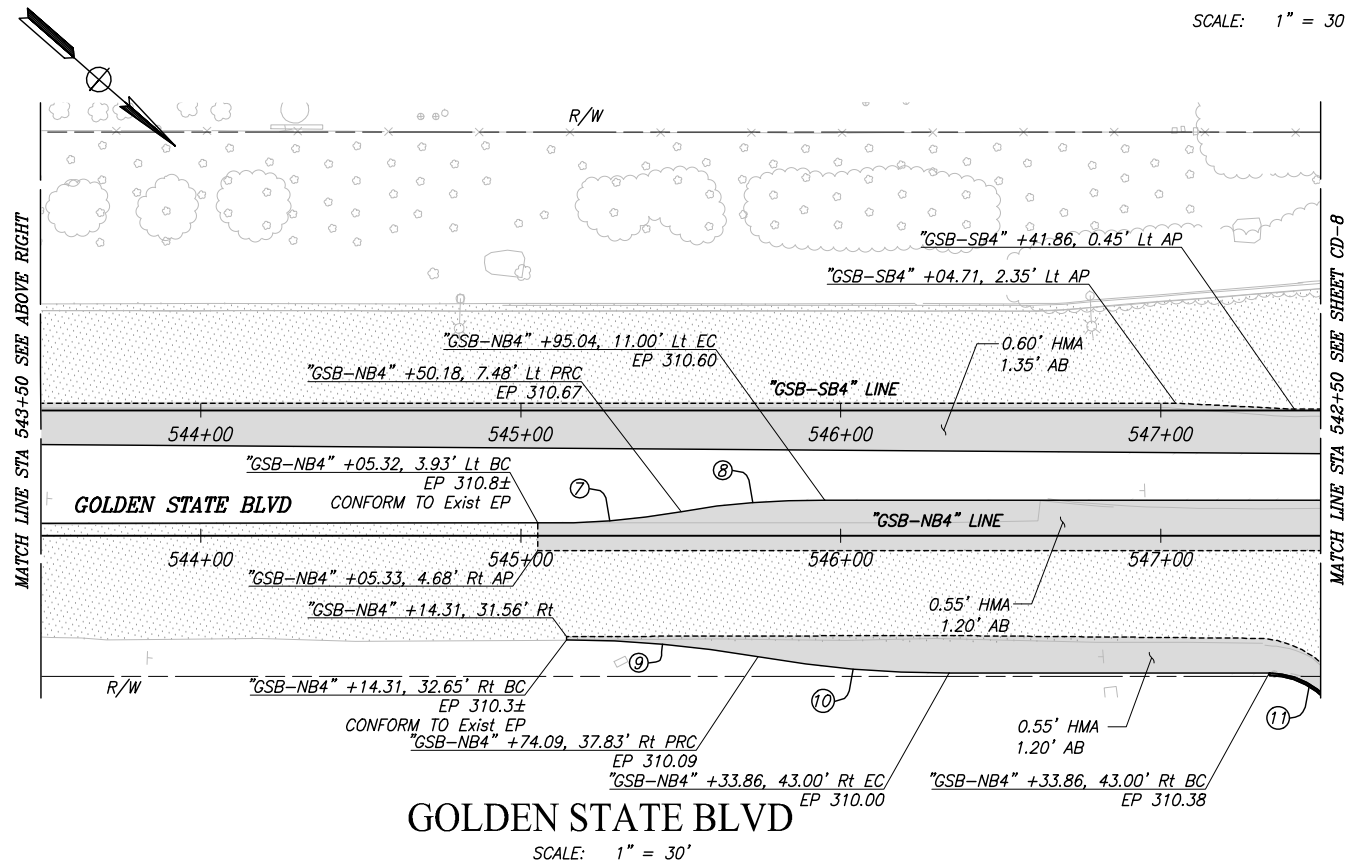 SCALE: 1" = 30
R/W
MATCH LINE STA 543+50 SEE ABOVE RIGHT
MATCH LINE STA 542+50 SEE SHEET CD-8
"GSB-SB4" +41.86, 0.45' Lt AP
"GSB-SB4" +04.71, 2.35' Lt AP
"GSB-NB4" +95.04, 11.00' Lt EC
EP 310.60
0.60' HMA
1.35' AB
"GSB-NB4" +50.18, 7.48' Lt PRC
EP 310.67
"GSB-SB4" LINE
544+00 545+00 546+00 547+00
"GSB-NB4" +05.32, 3.93' Lt BC
EP 310.8±
CONFORM TO Exist EP
7
8
GOLDEN STATE BLVD
"GSB-NB4" LINE
544+00 545+00 546+00 547+00
"GSB-NB4" +05.33, 4.68' Rt AP
"GSB-NB4" +14.31, 31.56' Rt
0.55' HMA
1.20' AB
R/W
9
10
11
"GSB-NB4" +14.31, 32.65' Rt BC
EP 310.3±
CONFORM TO Exist EP
"GSB-NB4" +74.09, 37.83' Rt PRC
EP 310.09
0.55' HMA
1.20' AB
"GSB-NB4" +33.86, 43.00' Rt EC
EP 310.00
"GSB-NB4" +33.86, 43.00' Rt BC
EP 310.38
GOLDEN STATE BLVD
SCALE: 1" = 30'